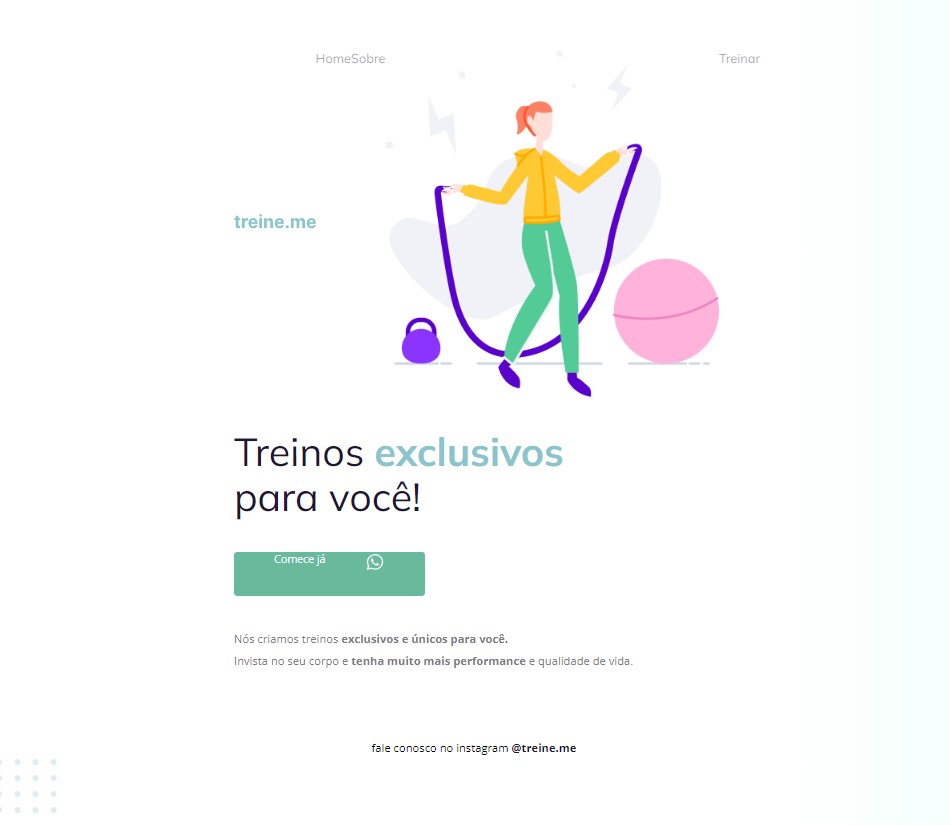 HomeSobre
Treinar
treine.me
Treinos exclusivos
para você!
Comece já
Nós criamos treinos exclusivos e únicos para você.
Invista no seu corpo e tenha muito mais performance e qualidade de vida.
fale conosco no instagram @treine.me